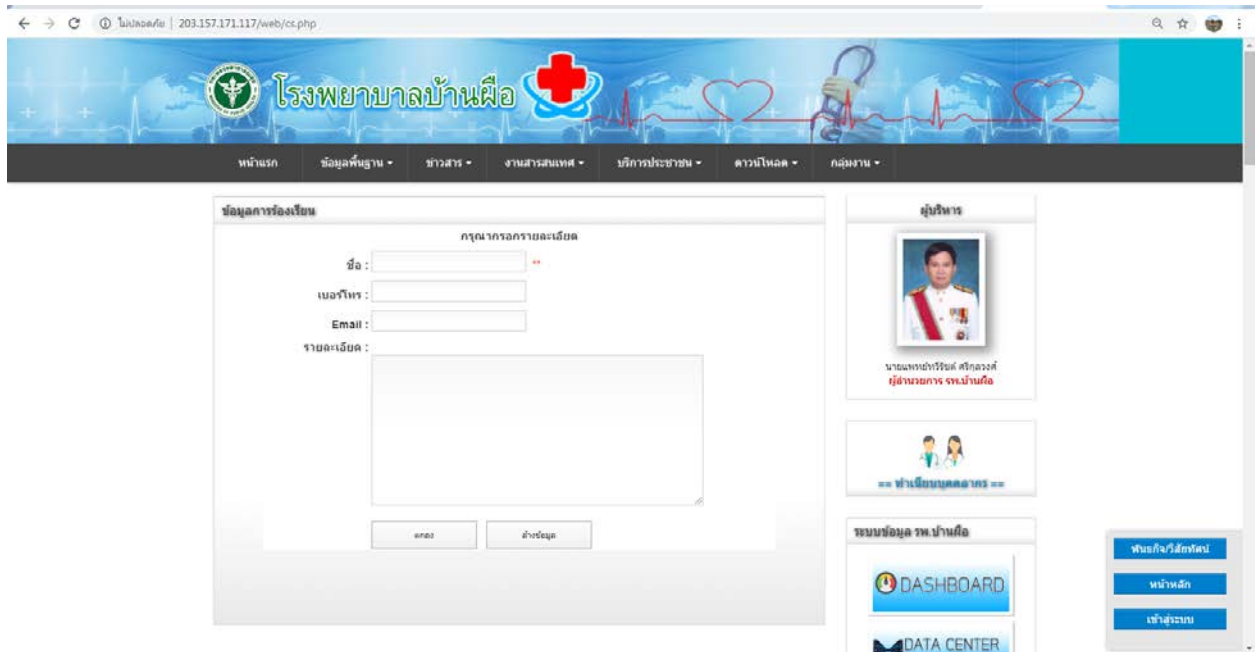 ไม่ปลอดภัย | 203.157.171.117/web/cs.php
โรงพยาบาลบ้านผือ
หน้าแรก ข้อมูลพื้นฐาน ข่าวสาร งานสารสนเทศ บริการประชาชน ดาวน์โหลด กลุ่มงาน
ข้อมูลการร้องเรียน
กรุณากรอกรายละเอียด
ชื่อ : **
เบอร์โทร :
Email :
รายละเอียด :
ตกลง ล้างข้อมูล
ผู้บริหาร
ผู้อำนวยการ รพ.บ้านผือ
== ทำเนียบบุคคลากร ==
ระบบข้อมูล รพ.บ้านผือ
DASHBOARD
DATA CENTER
พันธกิจ/วิสัยทัศน์
หน้าหลัก
เข้าสู่ระบบ